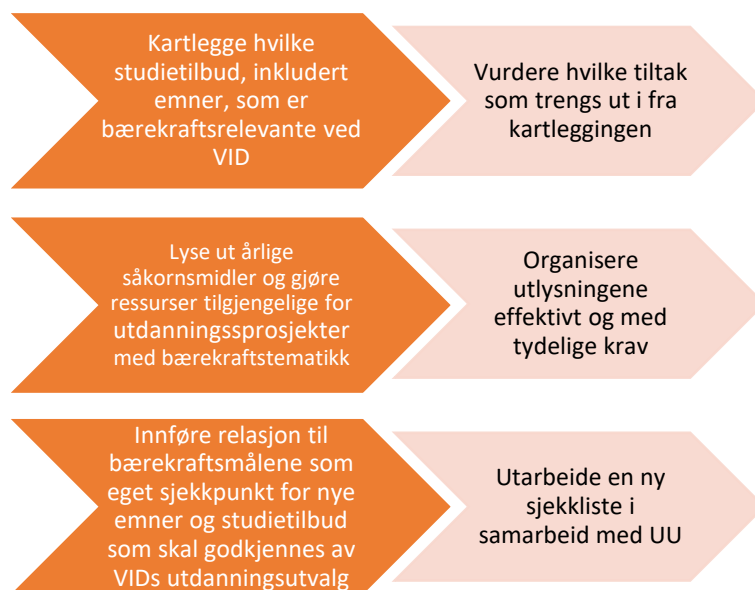 Kartlegge hvilke
studietilbud, inkludert
emner, som er
bærekraftsrelevante ved
VID
Vurdere hvilke tiltak
som trengs ut i fra
kartleggingen
Lyse ut årlige
såkornsmidler og gjøre
ressurser tilgjengelige for
utdanningssprosjekter
med bærekraftstematikk
Organisere
utlysningene
effektivt og med
tydelige krav
Innføre relasjon til
bærekraftsmålene som
eget sjekkpunkt for nye
emner og studietilbud
som skal godkjennes av
VIDs utdanningsutvalg
Utarbeide en ny
sjekkliste i
samarbeid med UU